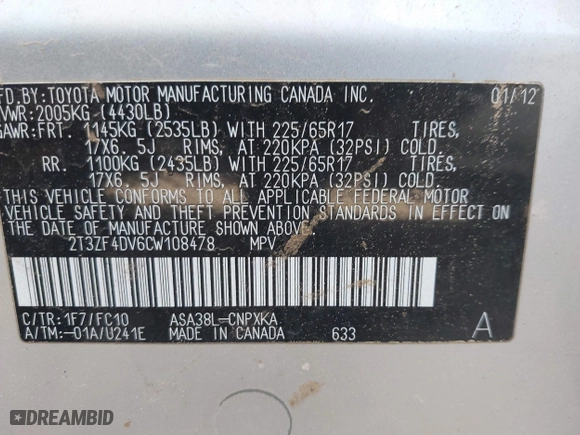 FD.BY:TOYOTA MOTOR MANUFACTURING CANADA INC. 01/12
VWR:2005KG (4430LB)
GAWR:FRT. 1145KG (2535LB) WITH 225/65R17 TIRES,
17X6.5J RIMS, AT 220KPA (32PSI) COLD.
RR. 1100KG (2435LB) WITH 225/65R17 TIRES,
17X6.5J RIMS, AT 220KPA (32PSI) COLD.
THIS VEHICLE CONFORMS TO ALL APPLICABLE FEDERAL MOTOR
VEHICLE SAFETY AND THEFT PREVENTION STANDARDS IN EFFECT ON
THE DATE OF MANUFACTURE SHOWN ABOVE.
2T3ZF4DV6CW108478 MPV
C/TR:1F7/FC10 ASA38L-CNPXKA
A/TM:-01A/U241E MADE IN CANADA 633 A
DREAMBID